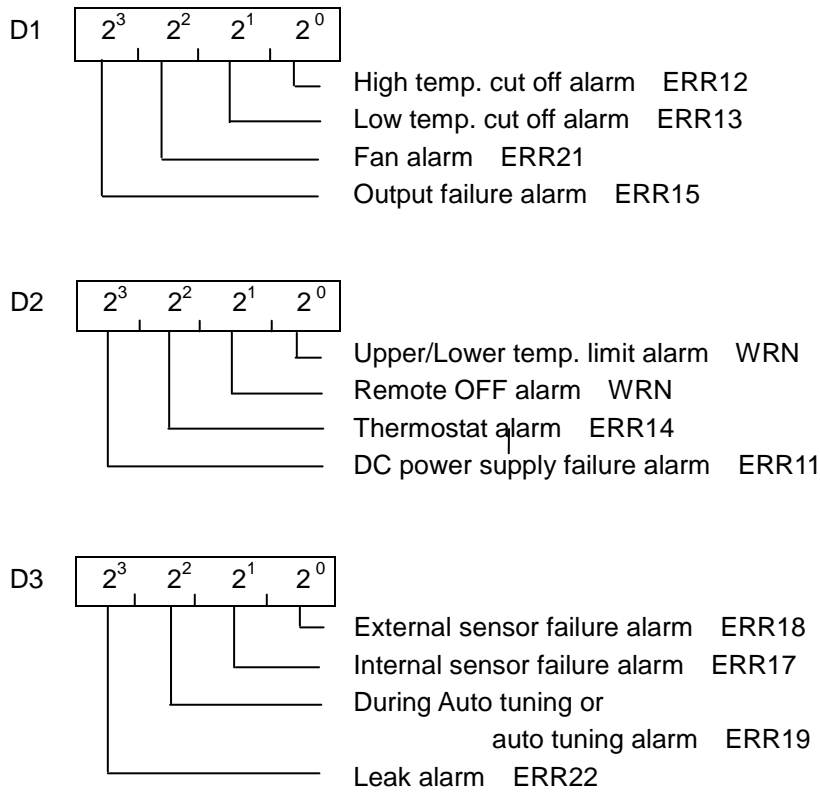 D1 2³ 2² 2¹ 2⁰
High temp. cut off alarm ERR12
Low temp. cut off alarm ERR13
Fan alarm ERR21
Output failure alarm ERR15
D2 2³ 2² 2¹ 2⁰
Upper/Lower temp. limit alarm WRN
Remote OFF alarm WRN
Thermostat alarm ERR14
DC power supply failure alarm ERR11
D3 2³ 2² 2¹ 2⁰
External sensor failure alarm ERR18
Internal sensor failure alarm ERR17
During Auto tuning or
auto tuning alarm ERR19
Leak alarm ERR22